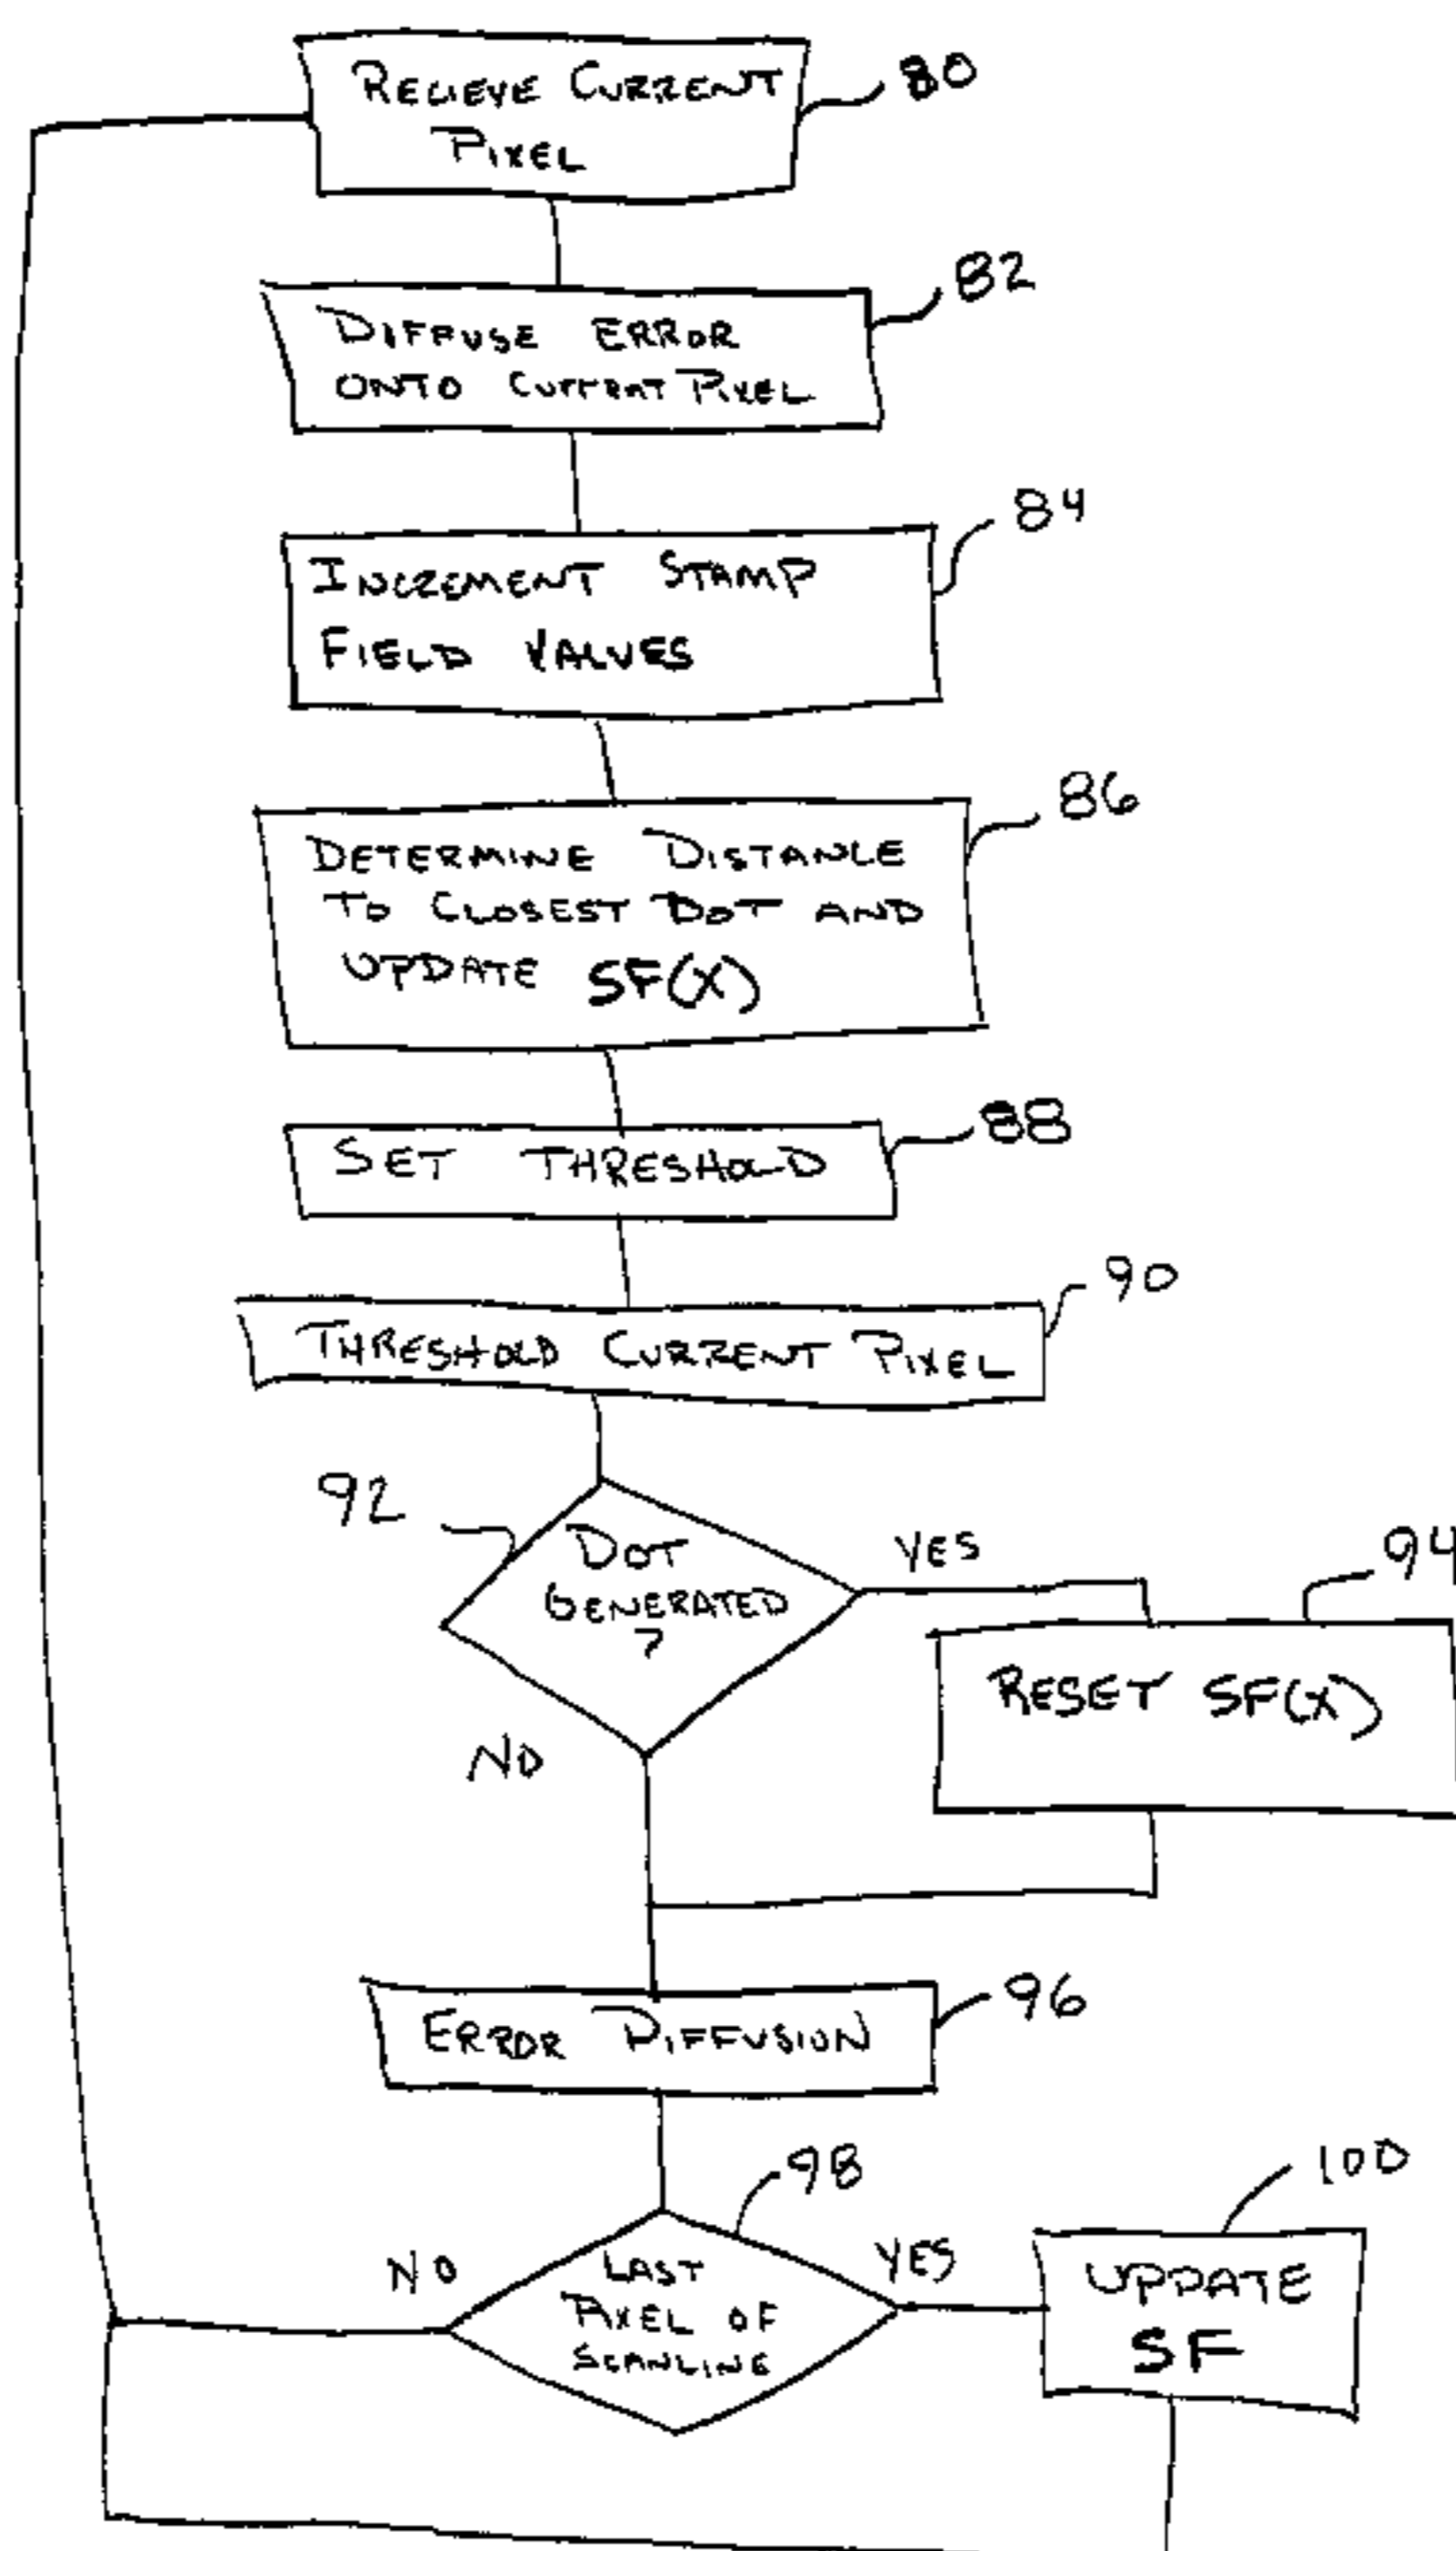 RECIEVE CURRENT
PIXEL
80
DIFFUSE ERROR
ONTO CURRENT PIXEL
82
INCREMENT STAMP
FIELD VALUES
84
DETERMINE DISTANCE
TO CLOSEST DOT AND
UPDATE SF(X)
86
SET THRESHOLD
88
THRESHOLD CURRENT PIXEL
90
92
DOT
GENERATED
?
YES
94
RESET SF(X)
NO
ERROR DIFFUSION
96
98
NO
LAST
PIXEL OF
SCANLINE
YES
100
UPDATE
SF